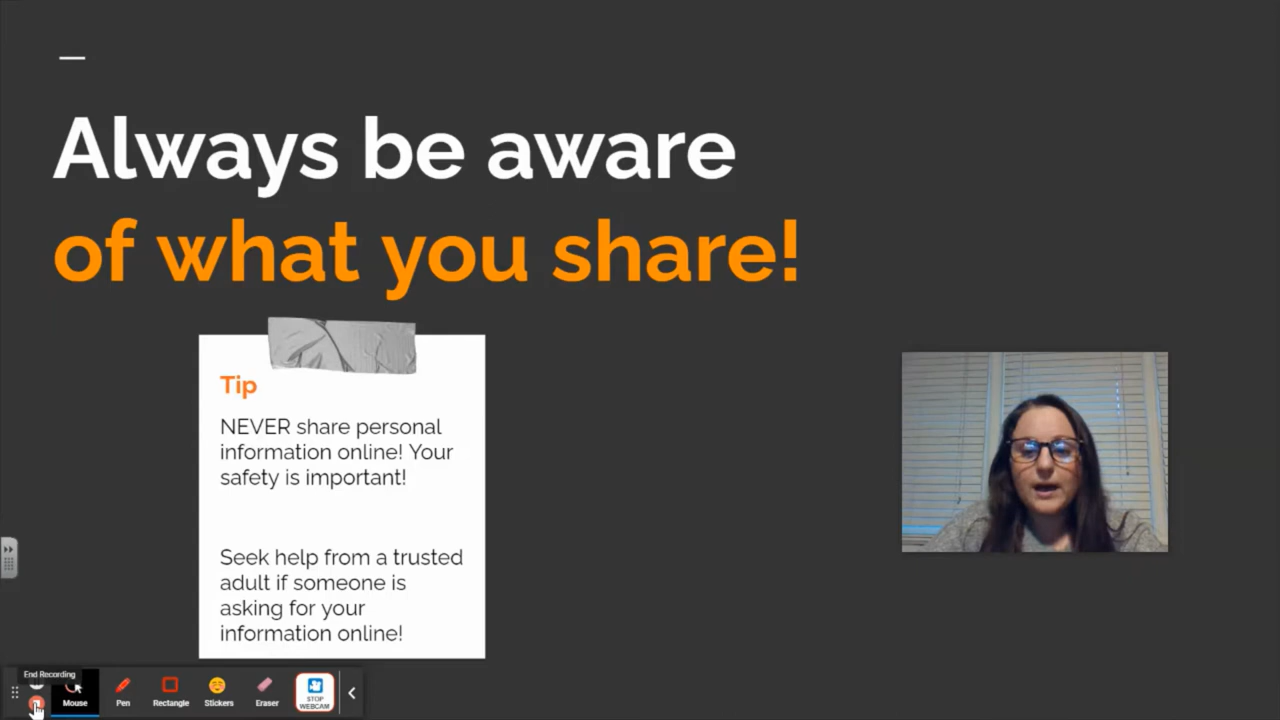 Always be aware
of what you share!
Tip
NEVER share personal
information online! Your
safety is important!
Seek help from a trusted
adult if someone is
asking for your
information online!
End Recording
Mouse
Pen
Rectangle
Stickers
Eraser
STOP
WEBCAM